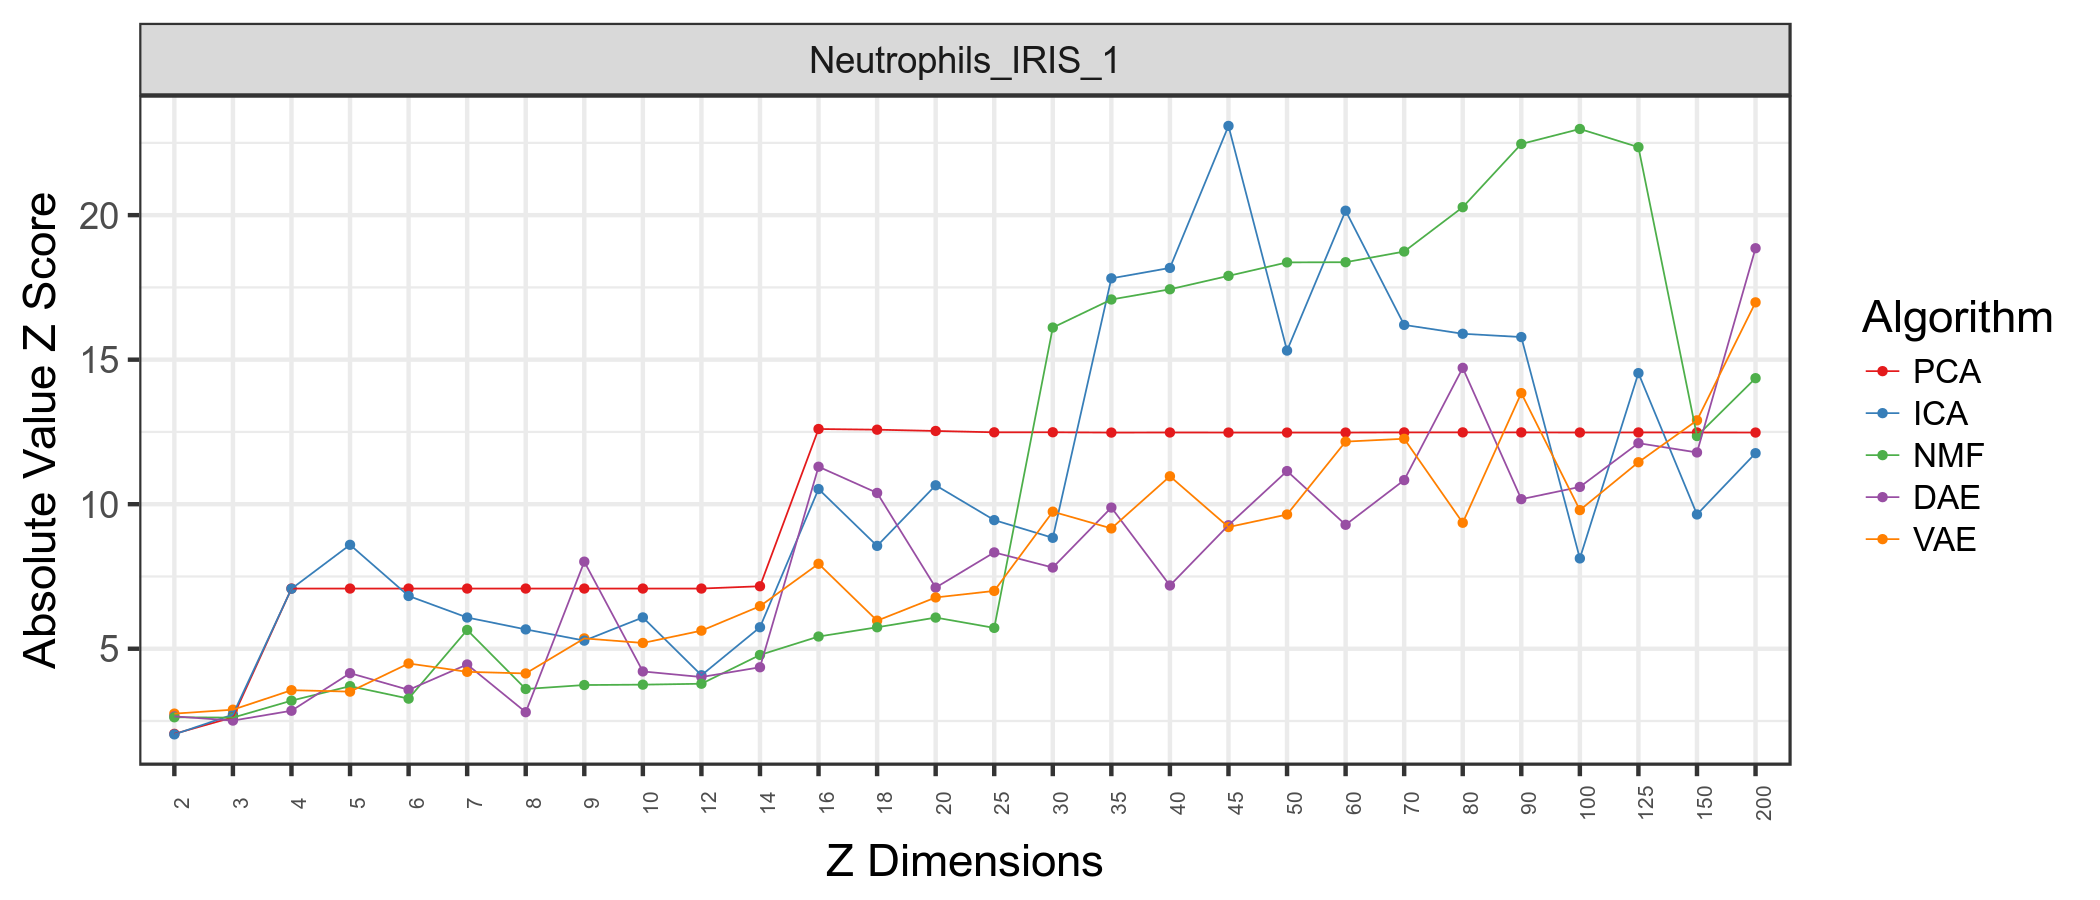 Neutrophils_IRIS_1
Absolute Value Z Score
20
15
10
5
2 3 4 5 6 7 8 9 10 12 14 16 18 20 25 30 35 40 45 50 60 70 80 90 100 125 150 200
Z Dimensions
Algorithm
PCA
ICA
NMF
DAE
VAE